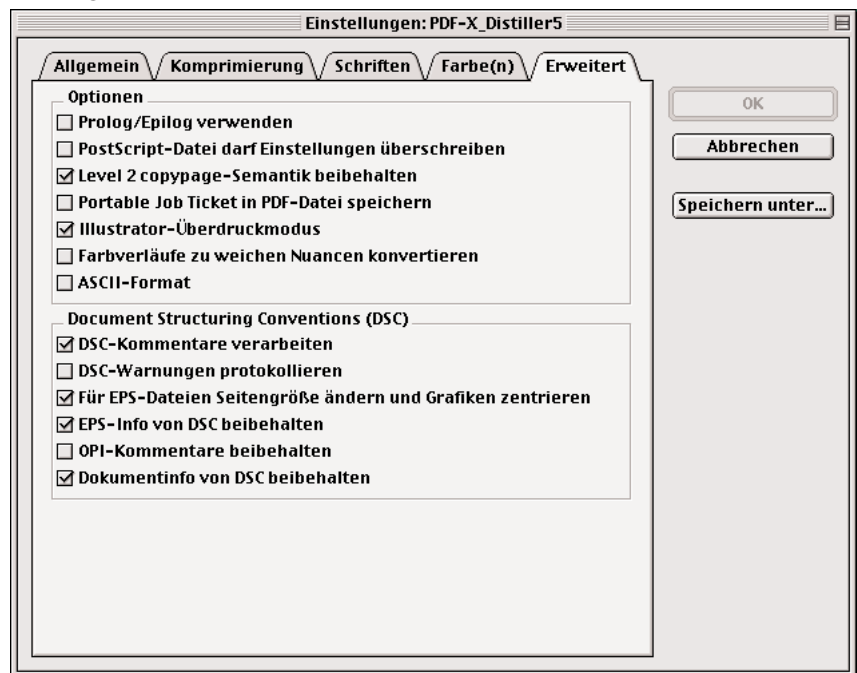 Einstellungen: PDF-X_Distiller5
Allgemein Komprimierung Schriften Farbe(n) Erweitert
Optionen
Prolog/Epilog verwenden
PostScript-Datei darf Einstellungen überschreiben
Level 2 copypage-Semantik beibehalten
Portable Job Ticket in PDF-Datei speichern
Illustrator-Überdruckmodus
Farbverläufe zu weichen Nuancen konvertieren
ASCII-Format
Document Structuring Conventions (DSC)
DSC-Kommentare verarbeiten
DSC-Warnungen protokollieren
Für EPS-Dateien Seitengröße ändern und Grafiken zentrieren
EPS-Info von DSC beibehalten
OPI-Kommentare beibehalten
Dokumentinfo von DSC beibehalten
OK
Abbrechen
Speichern unter...